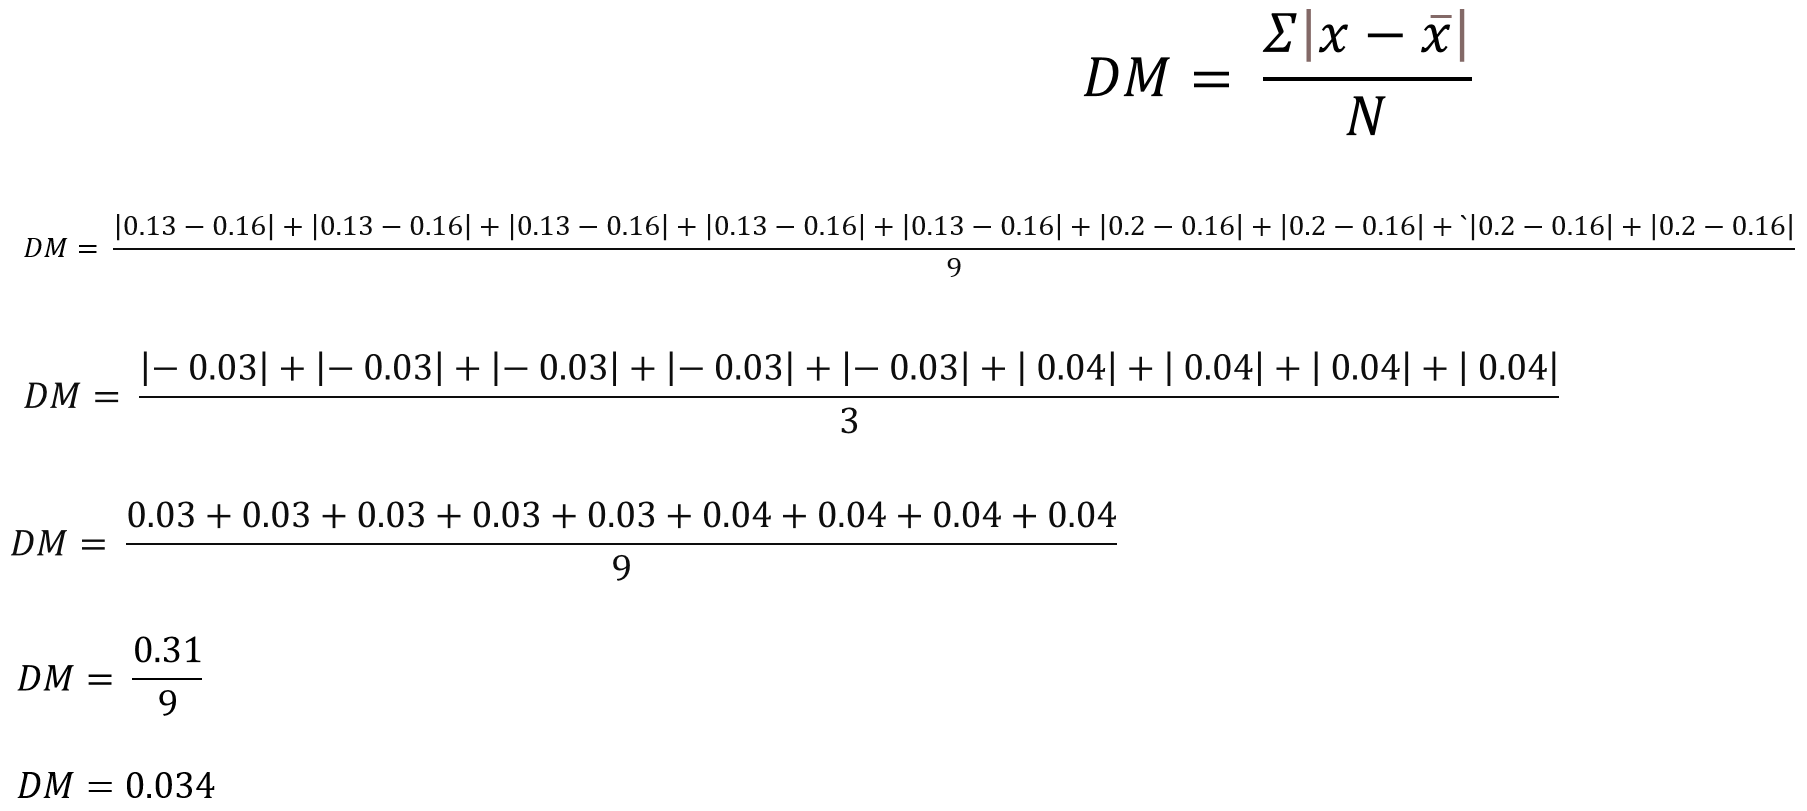 DM = Σ|x − x̄| / N
DM = |0.13 − 0.16| + |0.13 − 0.16| + |0.13 − 0.16| + |0.13 − 0.16| + |0.13 − 0.16| + |0.2 − 0.16| + |0.2 − 0.16| + `|0.2 − 0.16| + |0.2 − 0.16| / 9
DM = |− 0.03| + |− 0.03| + |− 0.03| + |− 0.03| + |− 0.03| + | 0.04| + | 0.04| + | 0.04| + | 0.04| / 3
DM = 0.03 + 0.03 + 0.03 + 0.03 + 0.03 + 0.04 + 0.04 + 0.04 + 0.04 / 9
DM = 0.31 / 9
DM = 0.034